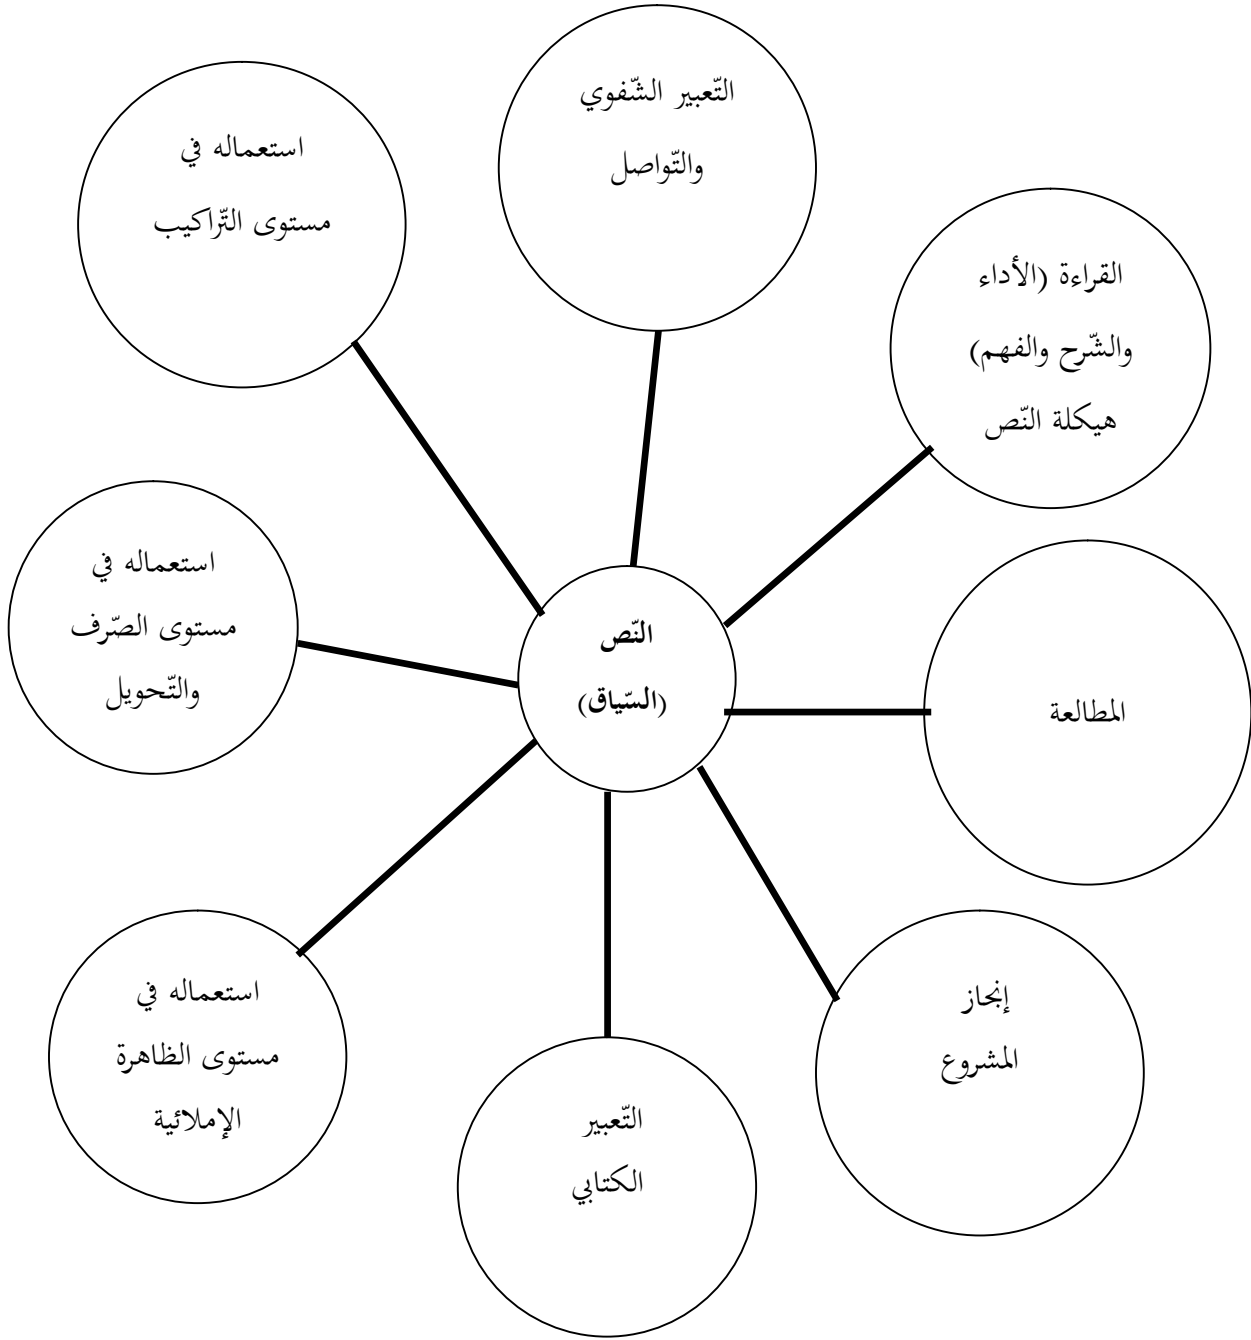 التّعبير الشّفوي
والتّواصل
استعماله في
مستوى التّراكيب
القراءة (الأداء
والشّرح والفهم)
هيكلة النّص
استعماله في
مستوى الصّرف
والتّحويل
النّص
(السّياق)
المطالعة
استعماله في
مستوى الظاهرة
الإملائية
إنجاز
المشروع
التّعبير
الكتابي